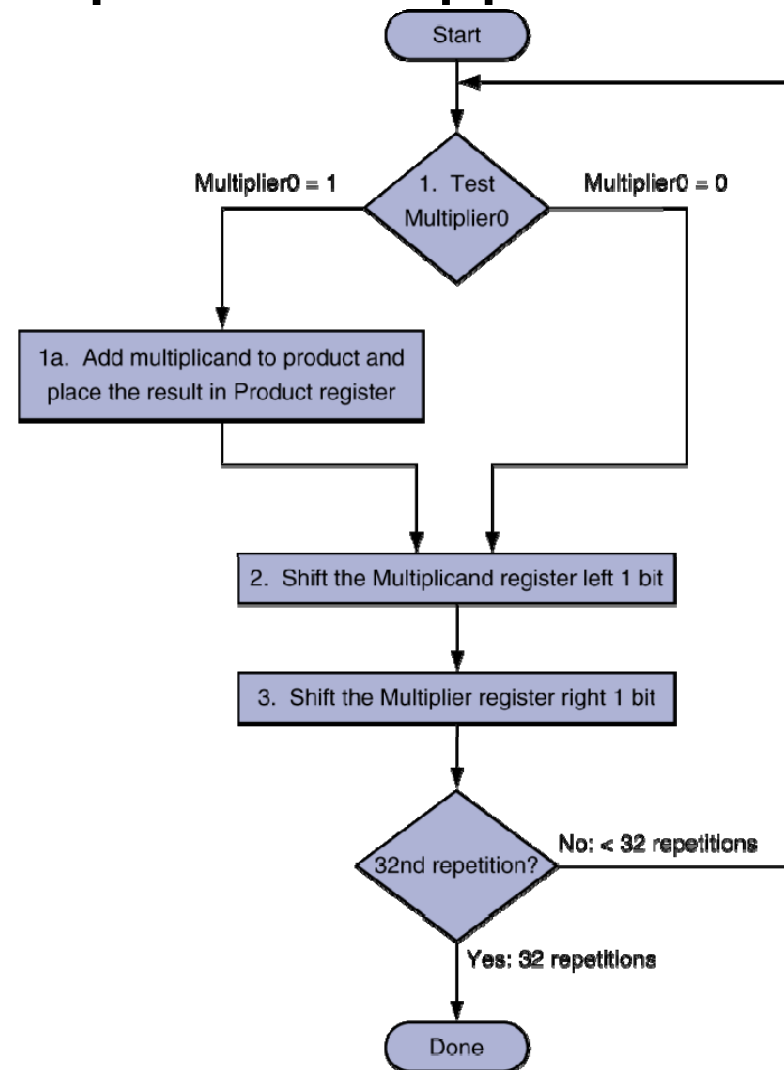 Start
1. Test
Multiplier0
Multiplier0 = 1
Multiplier0 = 0
1a. Add multiplicand to product and
place the result in Product register
2. Shift the Multiplicand register left 1 bit
3. Shift the Multiplier register right 1 bit
32nd repetition?
No: < 32 repetitions
Yes: 32 repetitions
Done